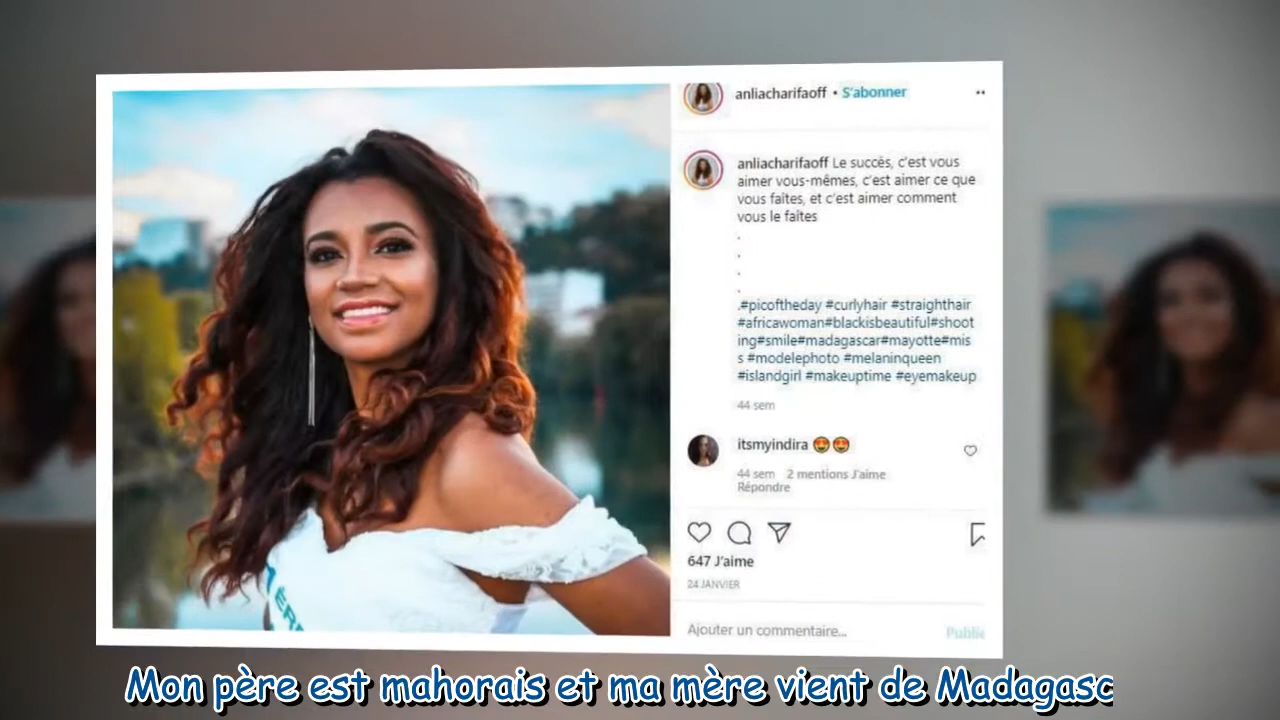 anliacharifaoff • S'abonner
anliacharifaoff Le succès, c'est vous
aimer vous-mêmes, c'est aimer ce que
vous faîtes, et c'est aimer comment
vous le faîtes
.
.
.
.
.#picoftheday #curlyhair #straighthair
#africawoman#blackisbeautiful#shoot
ing#smile#madagascar#mayotte#mis
s #modelephoto #melaninqueen
#islandgirl #makeuptime #eyemakeup
44 sem
itsmyindira 😍😍
44 sem 2 mentions J'aime
Répondre
647 J'aime
24 JANVIER
Ajouter un commentaire... Public
Mon père est mahorais et ma mère vient de Madagasc